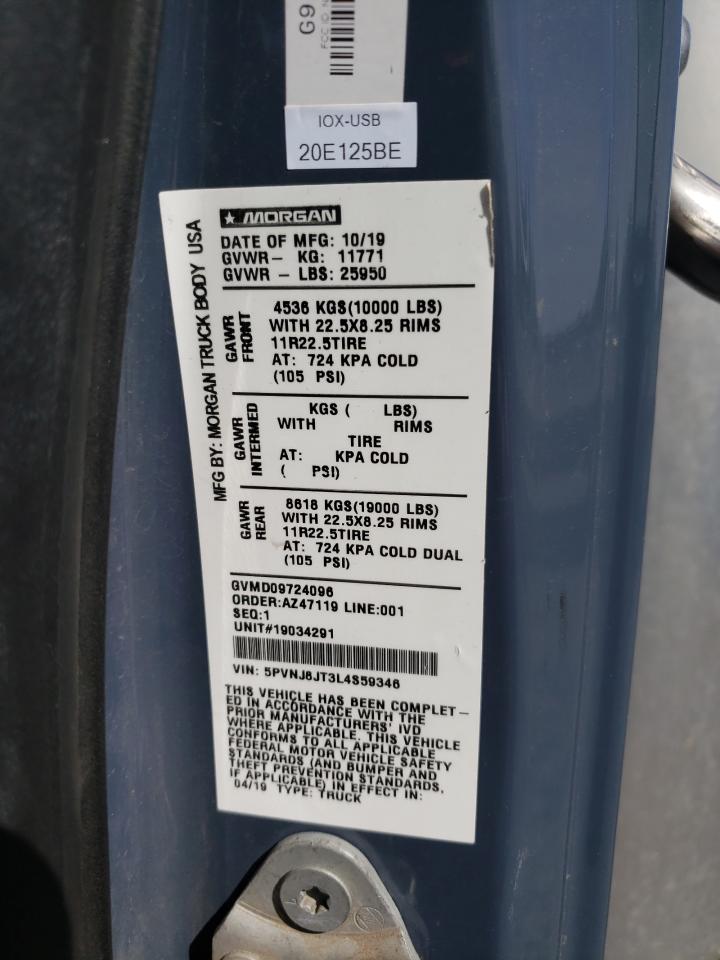 G9
FCC ID: N
IOX-USB
20E125BE
MFG BY: MORGAN TRUCK BODY USA
MORGAN
DATE OF MFG: 10/19
GVWR- KG: 11771
GVWR - LBS: 25950
GAWR FRONT
4536 KGS(10000 LBS)
WITH 22.5X8.25 RIMS
11R22.5TIRE
AT: 724 KPA COLD
(105 PSI)
GAWR INTERMED
KGS ( LBS)
WITH RIMS
TIRE
AT: KPA COLD
( PSI)
GAWR REAR
8618 KGS(19000 LBS)
WITH 22.5X8.25 RIMS
11R22.5TIRE
AT: 724 KPA COLD DUAL
(105 PSI)
GVMD09724096
ORDER:AZ47119 LINE:001
SEQ:1
UNIT#19034291
VIN: 5PVNJ8JT3L4S59346
THIS VEHICLE HAS BEEN COMPLET-
ED IN ACCORDANCE WITH THE
PRIOR MANUFACTURERS' IVD
WHERE APPLICABLE. THIS VEHICLE
CONFORMS TO ALL APPLICABLE
FEDERAL MOTOR VEHICLE SAFETY
STANDARDS (AND BUMPER AND
THEFT PREVENTION STANDARDS,
IF APPLICABLE) IN EFFECT IN:
04/19 TYPE: TRUCK